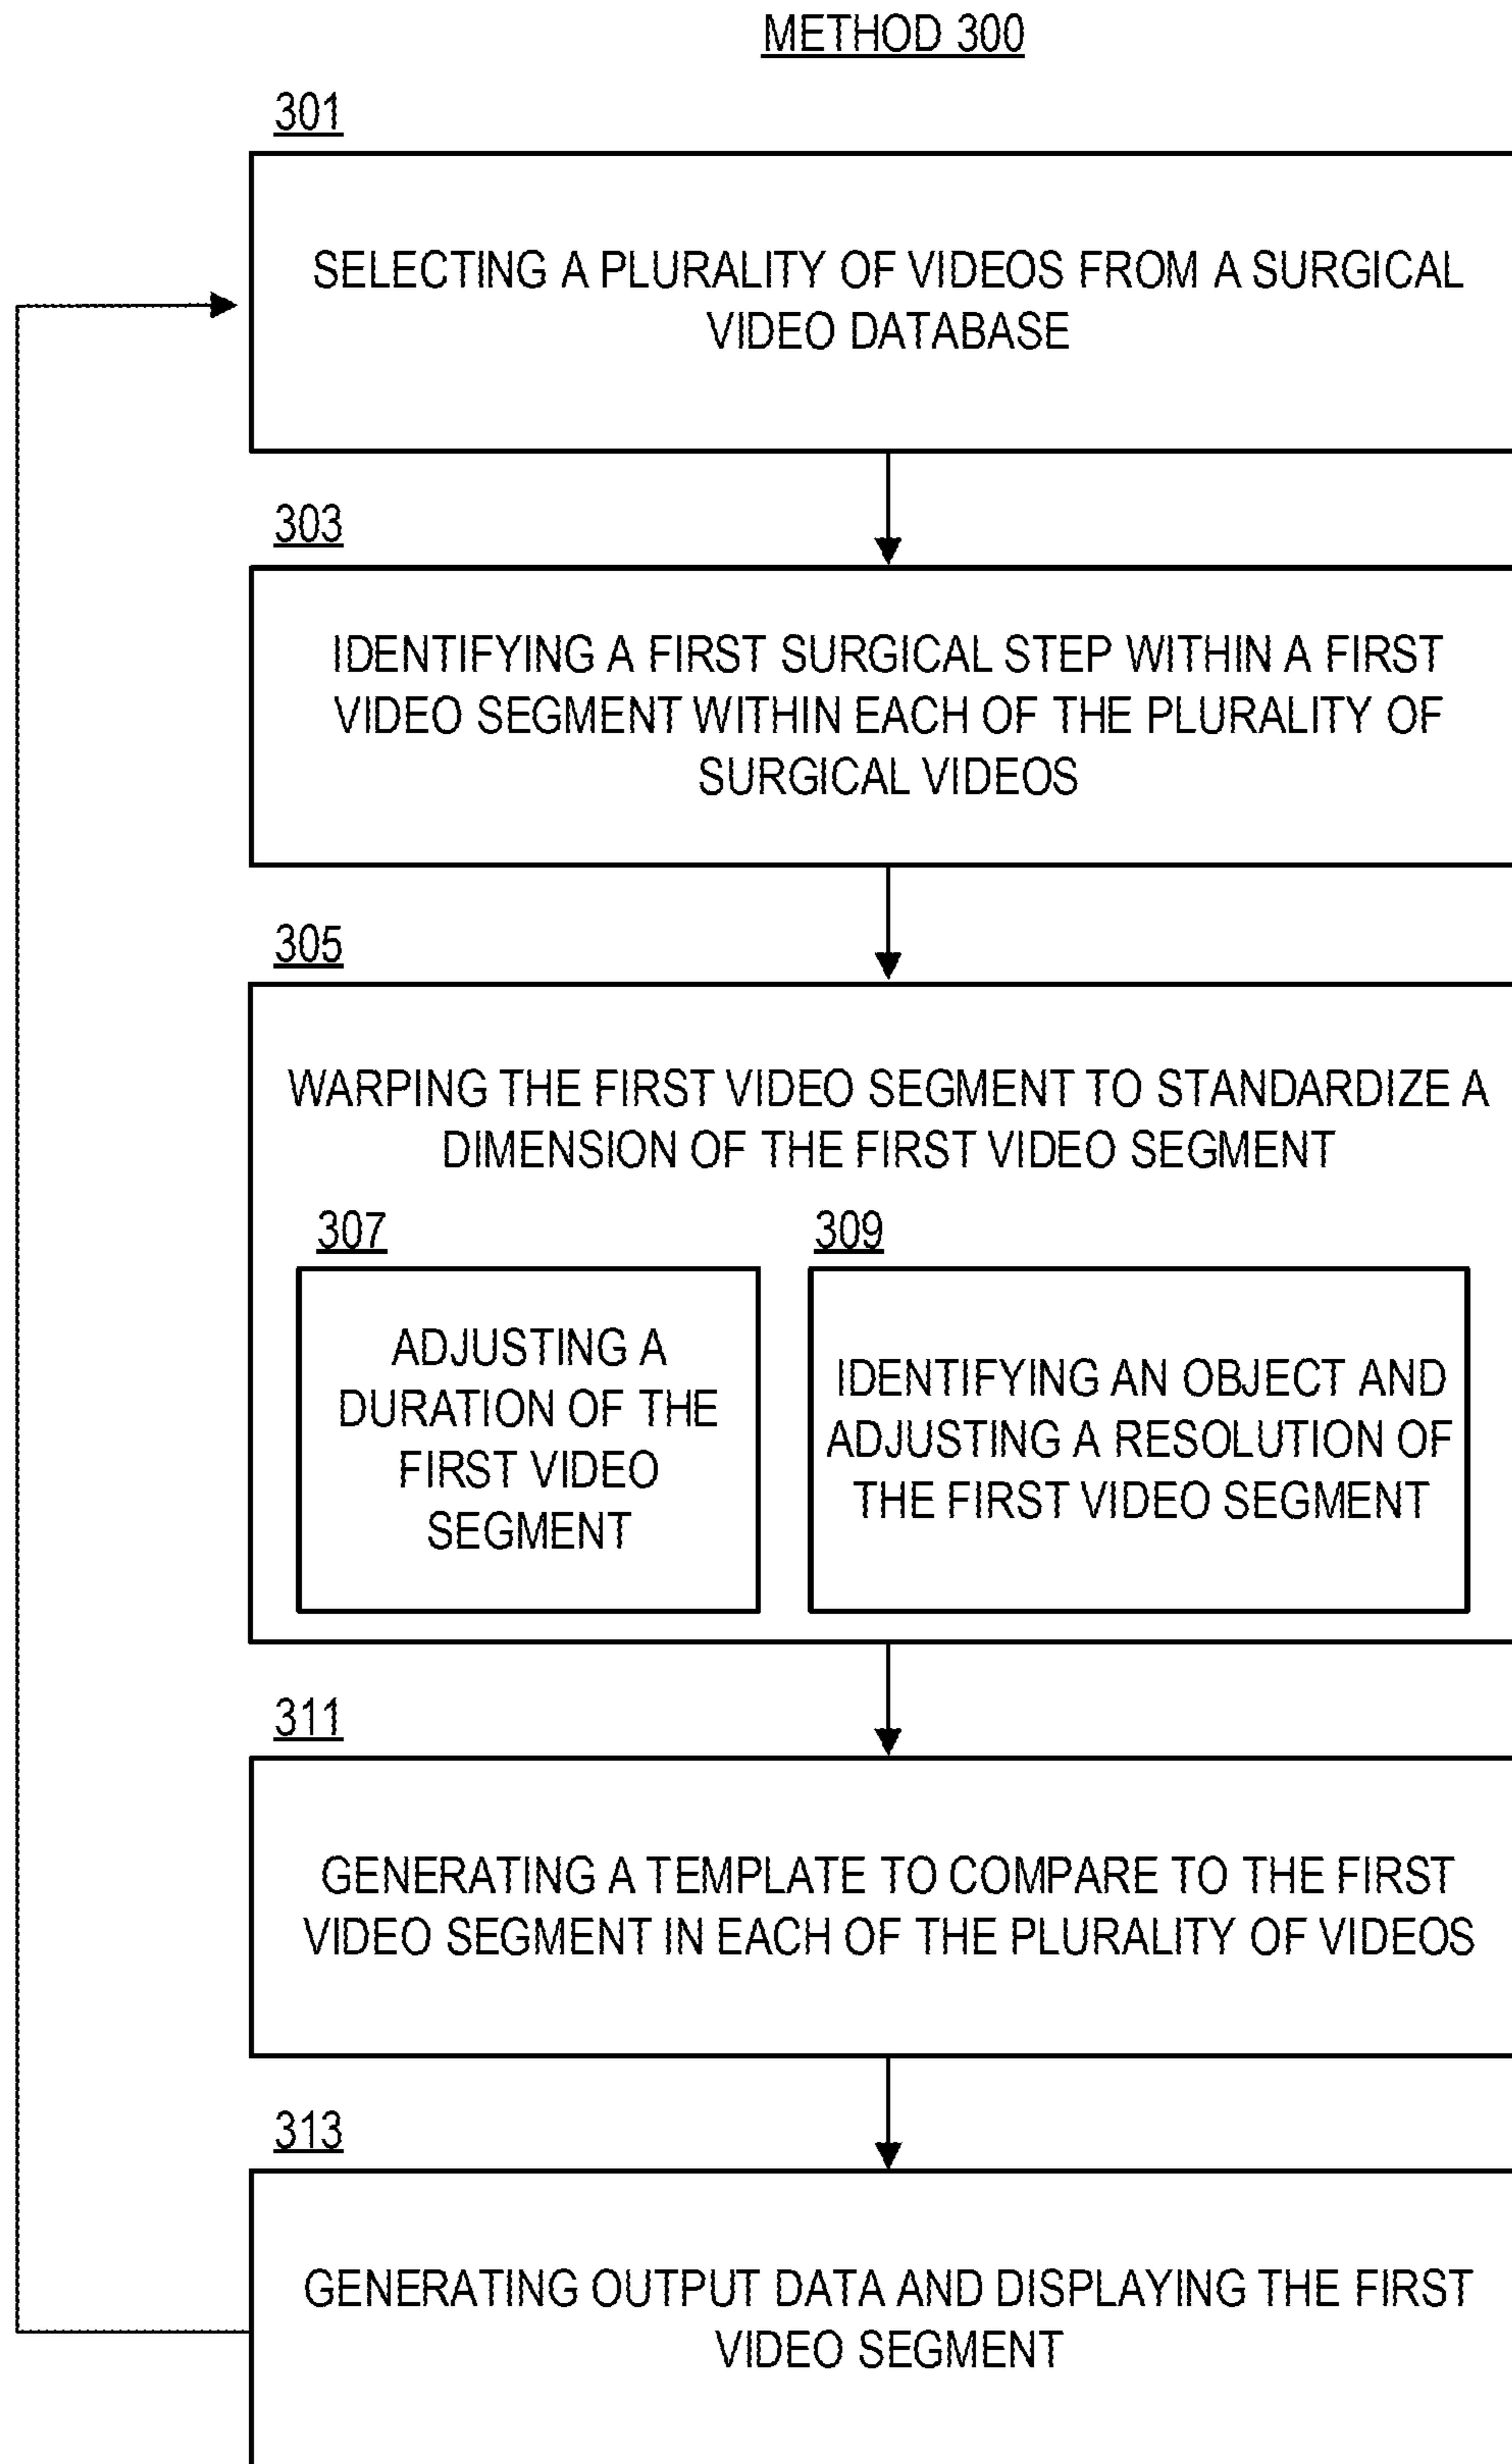 METHOD 300
301
SELECTING A PLURALITY OF VIDEOS FROM A SURGICAL
VIDEO DATABASE
303
IDENTIFYING A FIRST SURGICAL STEP WITHIN A FIRST
VIDEO SEGMENT WITHIN EACH OF THE PLURALITY OF
SURGICAL VIDEOS
305
WARPING THE FIRST VIDEO SEGMENT TO STANDARDIZE A
DIMENSION OF THE FIRST VIDEO SEGMENT
307
ADJUSTING A
DURATION OF THE
FIRST VIDEO
SEGMENT
309
IDENTIFYING AN OBJECT AND
ADJUSTING A RESOLUTION OF
THE FIRST VIDEO SEGMENT
311
GENERATING A TEMPLATE TO COMPARE TO THE FIRST
VIDEO SEGMENT IN EACH OF THE PLURALITY OF VIDEOS
313
GENERATING OUTPUT DATA AND DISPLAYING THE FIRST
VIDEO SEGMENT